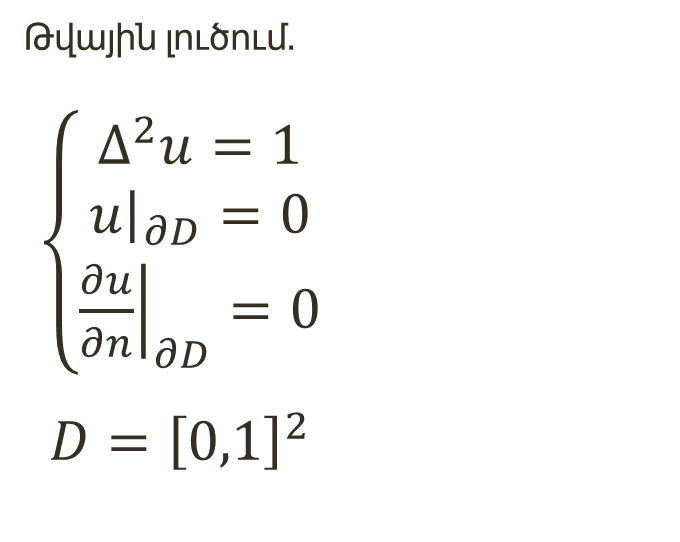 Թվային լուծում.
Δ²u = 1
u|∂D = 0
∂u/∂n|∂D = 0
D = [0,1]²